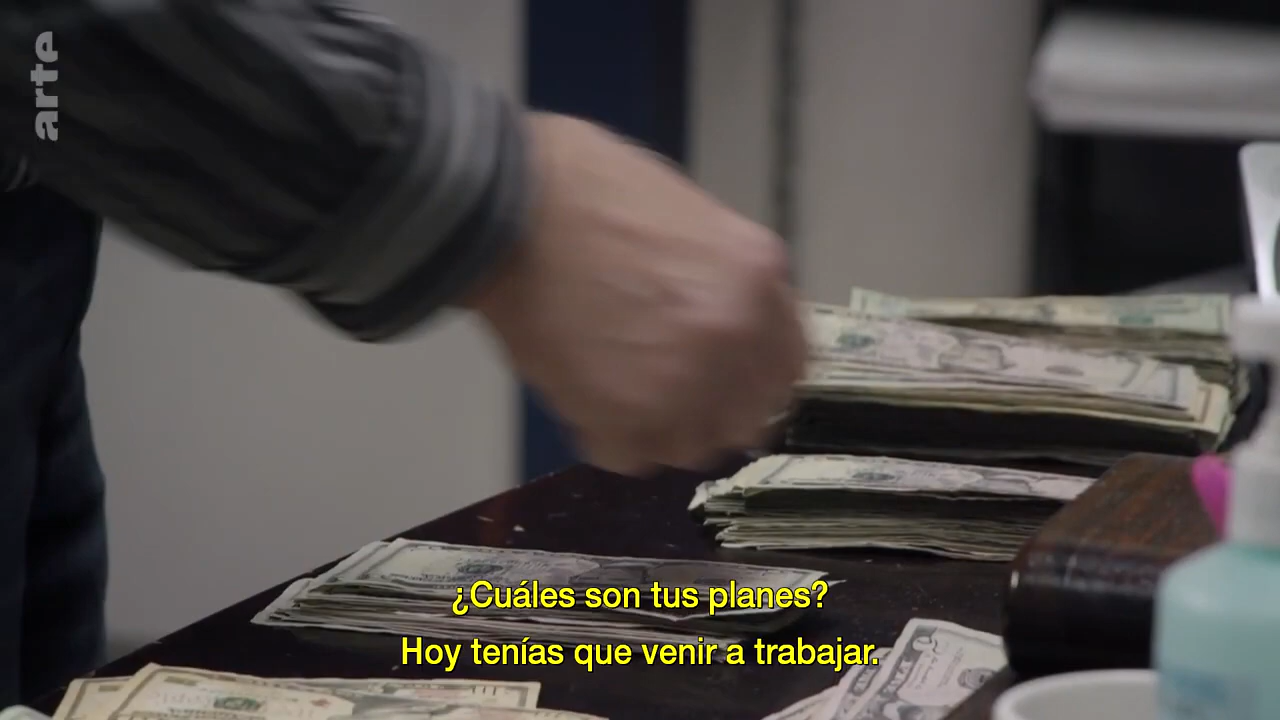 arte
¿Cuáles son tus planes?
Hoy tenías que venir a trabajar.